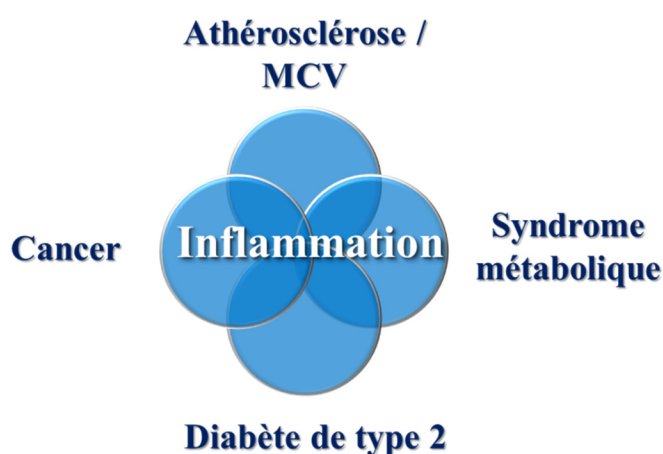 Athérosclérose /
MCV
Cancer
Inflammation
Syndrome
métabolique
Diabète de type 2